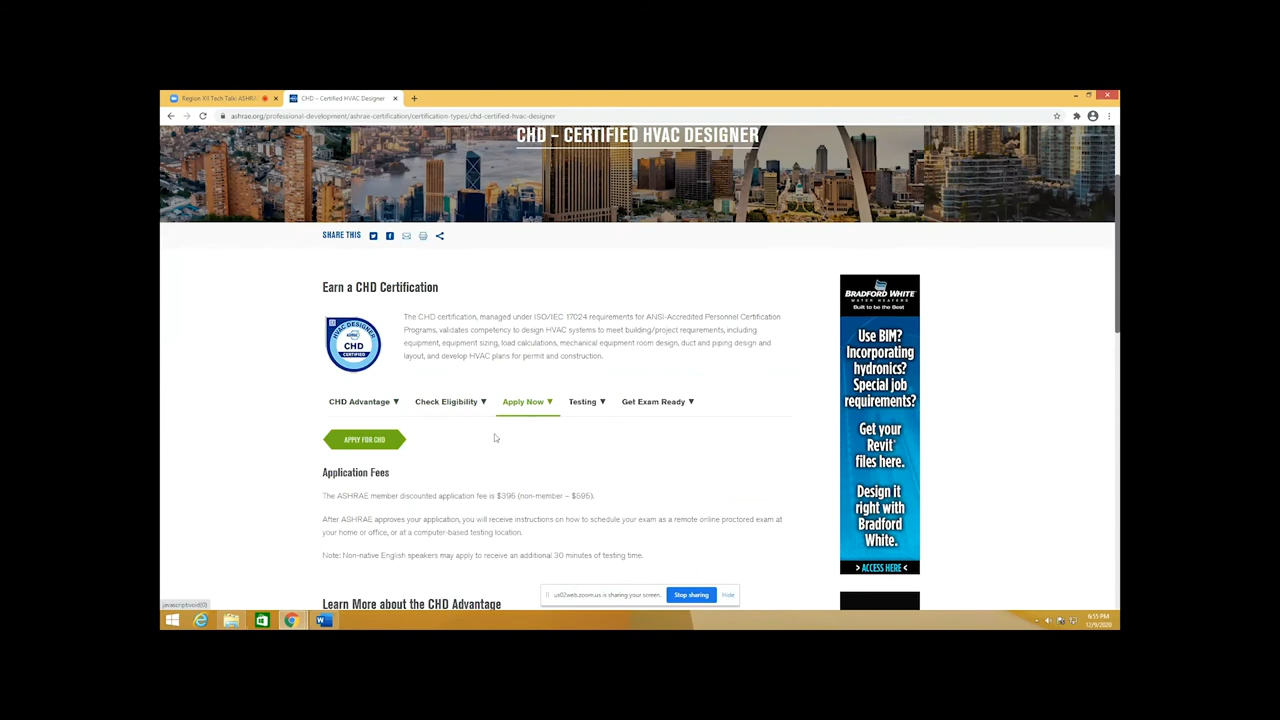 Region XII Tech Talk: ASHRA
CHD – Certified HVAC Designer
ashrae.org/professional-development/ashrae-certification/certification-types/chd-certified-hvac-designer
CHD – CERTIFIED HVAC DESIGNER
SHARE THIS
Earn a CHD Certification
HVAC DESIGNER
CHD
CERTIFIED
The CHD certification, managed under ISO/IEC 17024 requirements for ANSI-Accredited Personnel Certification
Programs, validates competency to design HVAC systems to meet building/project requirements, including
equipment, equipment sizing, load calculations, mechanical equipment room design, duct and piping design and
layout, and develop HVAC plans for permit and construction.
CHD Advantage ▼ Check Eligibility ▼ Apply Now ▼ Testing ▼ Get Exam Ready ▼
APPLY FOR CHD
Application Fees
The ASHRAE member discounted application fee is $395 (non-member – $595).
After ASHRAE approves your application, you will receive instructions on how to schedule your exam as a remote online proctored exam at
your home or office, or at a computer-based testing location.
Note: Non-native English speakers may apply to receive an additional 30 minutes of testing time.
Learn More about the CHD Advantage
BRADFORD WHITE
WATER HEATERS
Built to be the Best
Use BIM?
Incorporating
hydronics?
Special job
requirements?
Get your
Revit
files here.
Design it
right with
Bradford
White.
> ACCESS HERE <
us02web.zoom.us is sharing your screen.
Stop sharing
Hide
javascript:void(0)
6:55 PM
12/9/2020